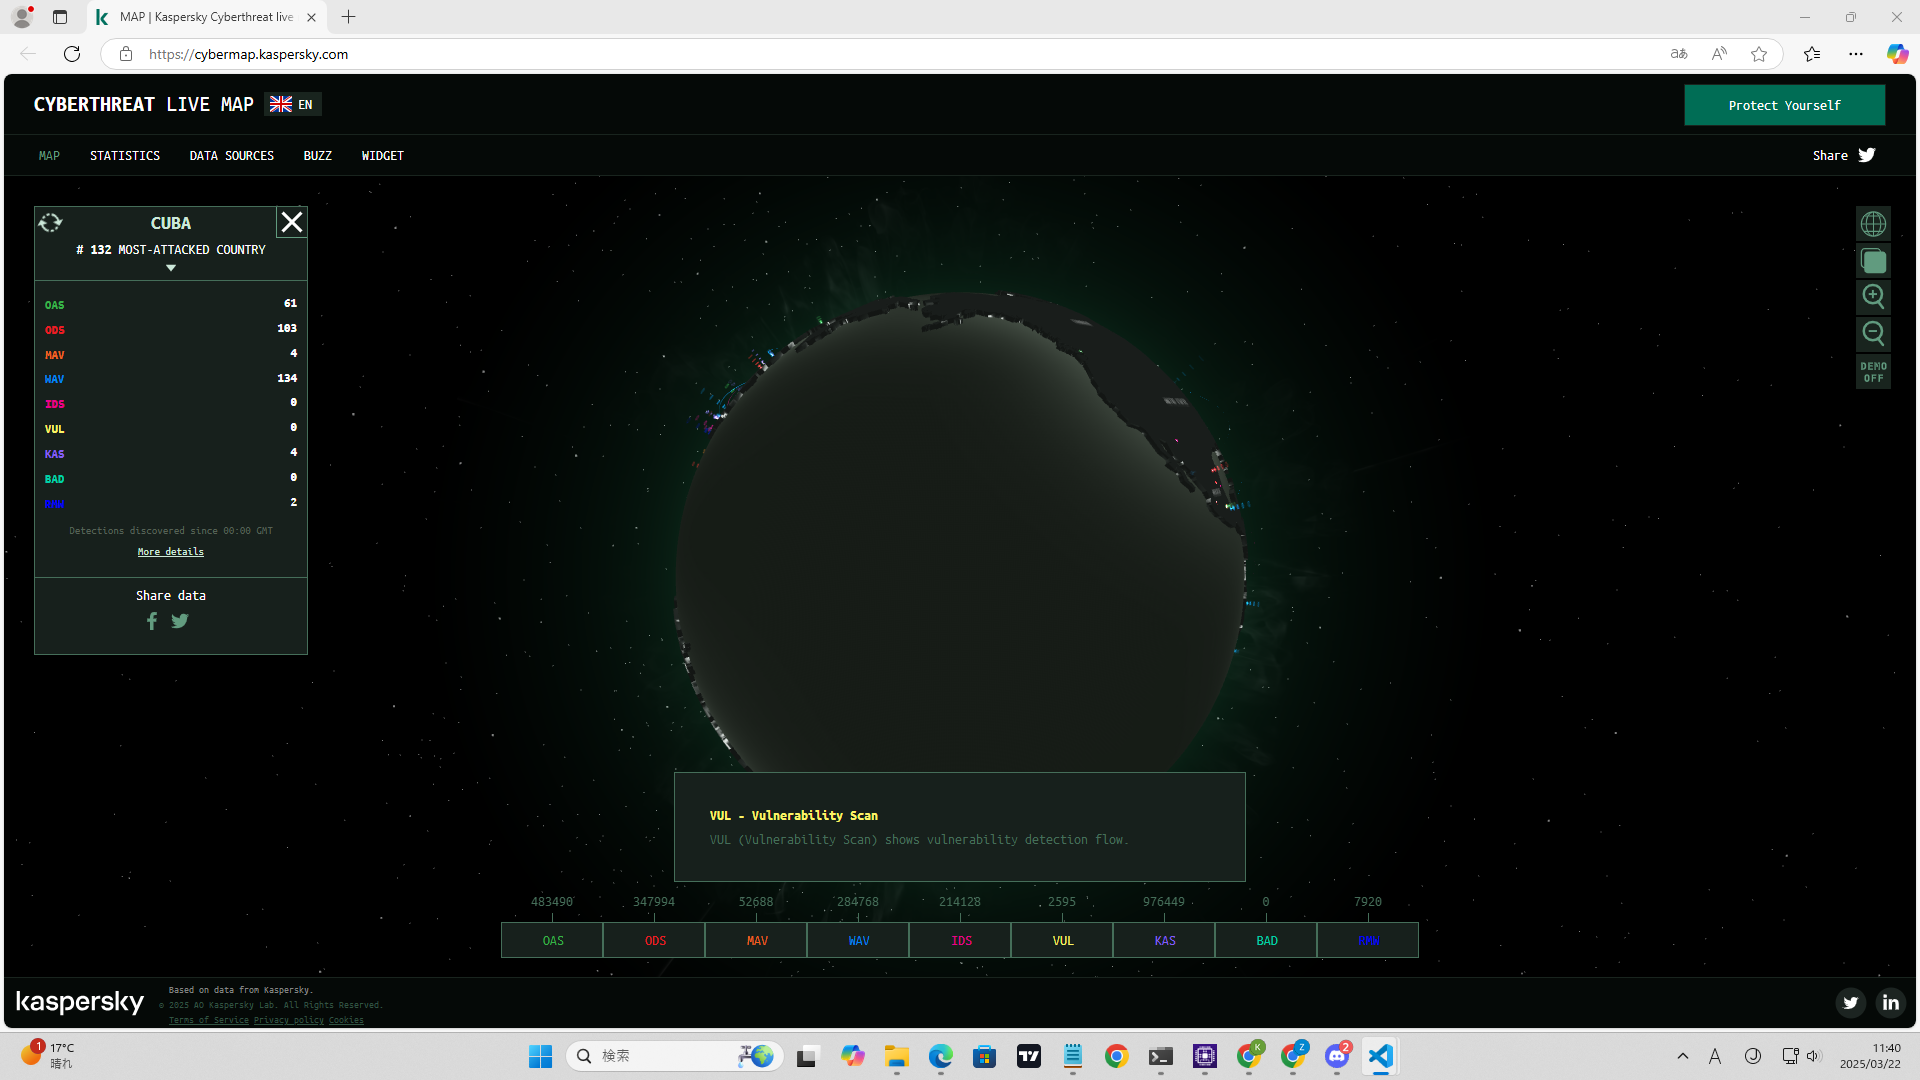 MAP | Kaspersky Cyberthreat live
https://cybermap.kaspersky.com
CYBERTHREAT LIVE MAP EN
Protect Yourself
MAP STATISTICS DATA SOURCES BUZZ WIDGET
Share
CUBA
# 132 MOST-ATTACKED COUNTRY
OAS 61
ODS 103
MAV 4
WAV 134
IDS 0
VUL 0
KAS 4
BAD 0
RMW 2
Detections discovered since 00:00 GMT
More details
Share data
DEMO
OFF
VUL - Vulnerability Scan
VUL (Vulnerability Scan) shows vulnerability detection flow.
483490 347994 52688 284768 214128 2595 976449 0 7920
OAS ODS MAV WAV IDS VUL KAS BAD RMW
kaspersky
Based on data from Kaspersky.
© 2025 AO Kaspersky Lab. All Rights Reserved.
Terms of Service Privacy policy Cookies
1
17°C
晴れ
検索
K
Z
2
A
11:40
2025/03/22